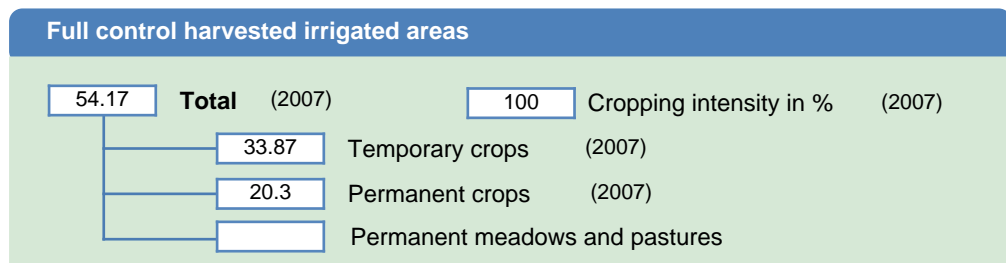 Full control harvested irrigated areas
54.17 Total (2007) 100 Cropping intensity in % (2007)
33.87 Temporary crops (2007)
20.3 Permanent crops (2007)
Permanent meadows and pastures